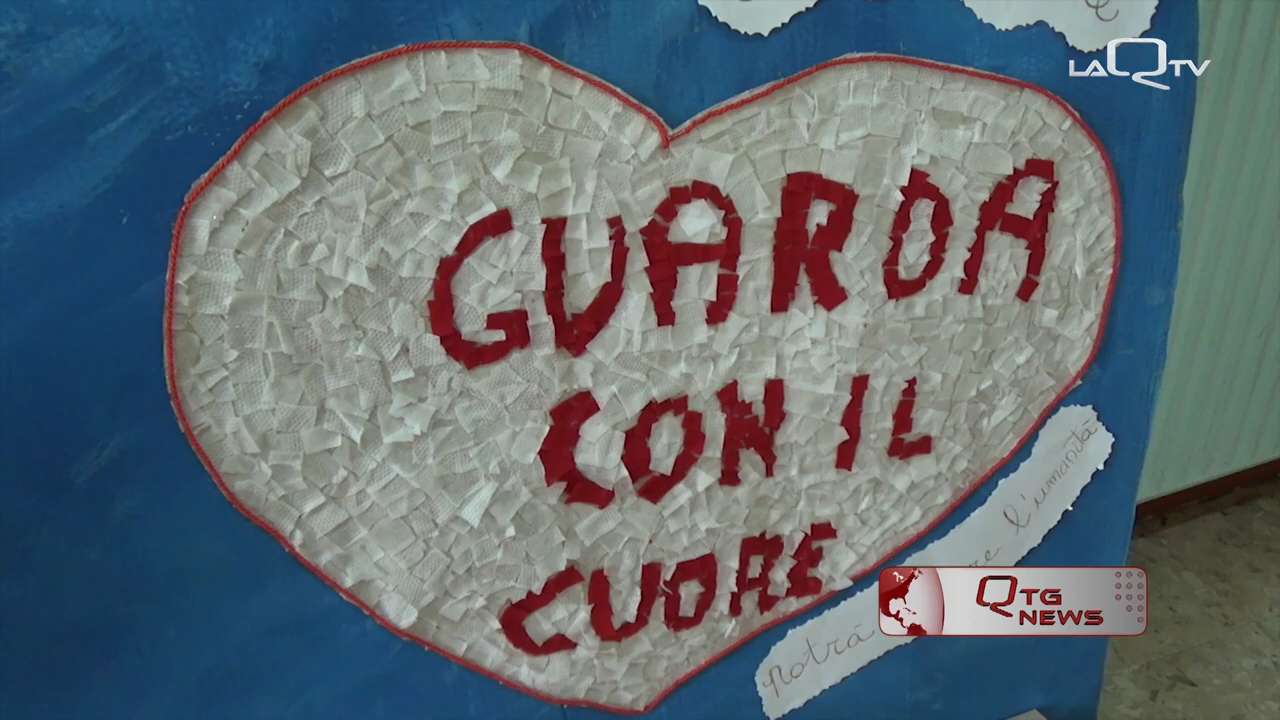 LAQTV
GUARDA
CON IL
CUORE
potrà l'umanità
QTG
NEWS